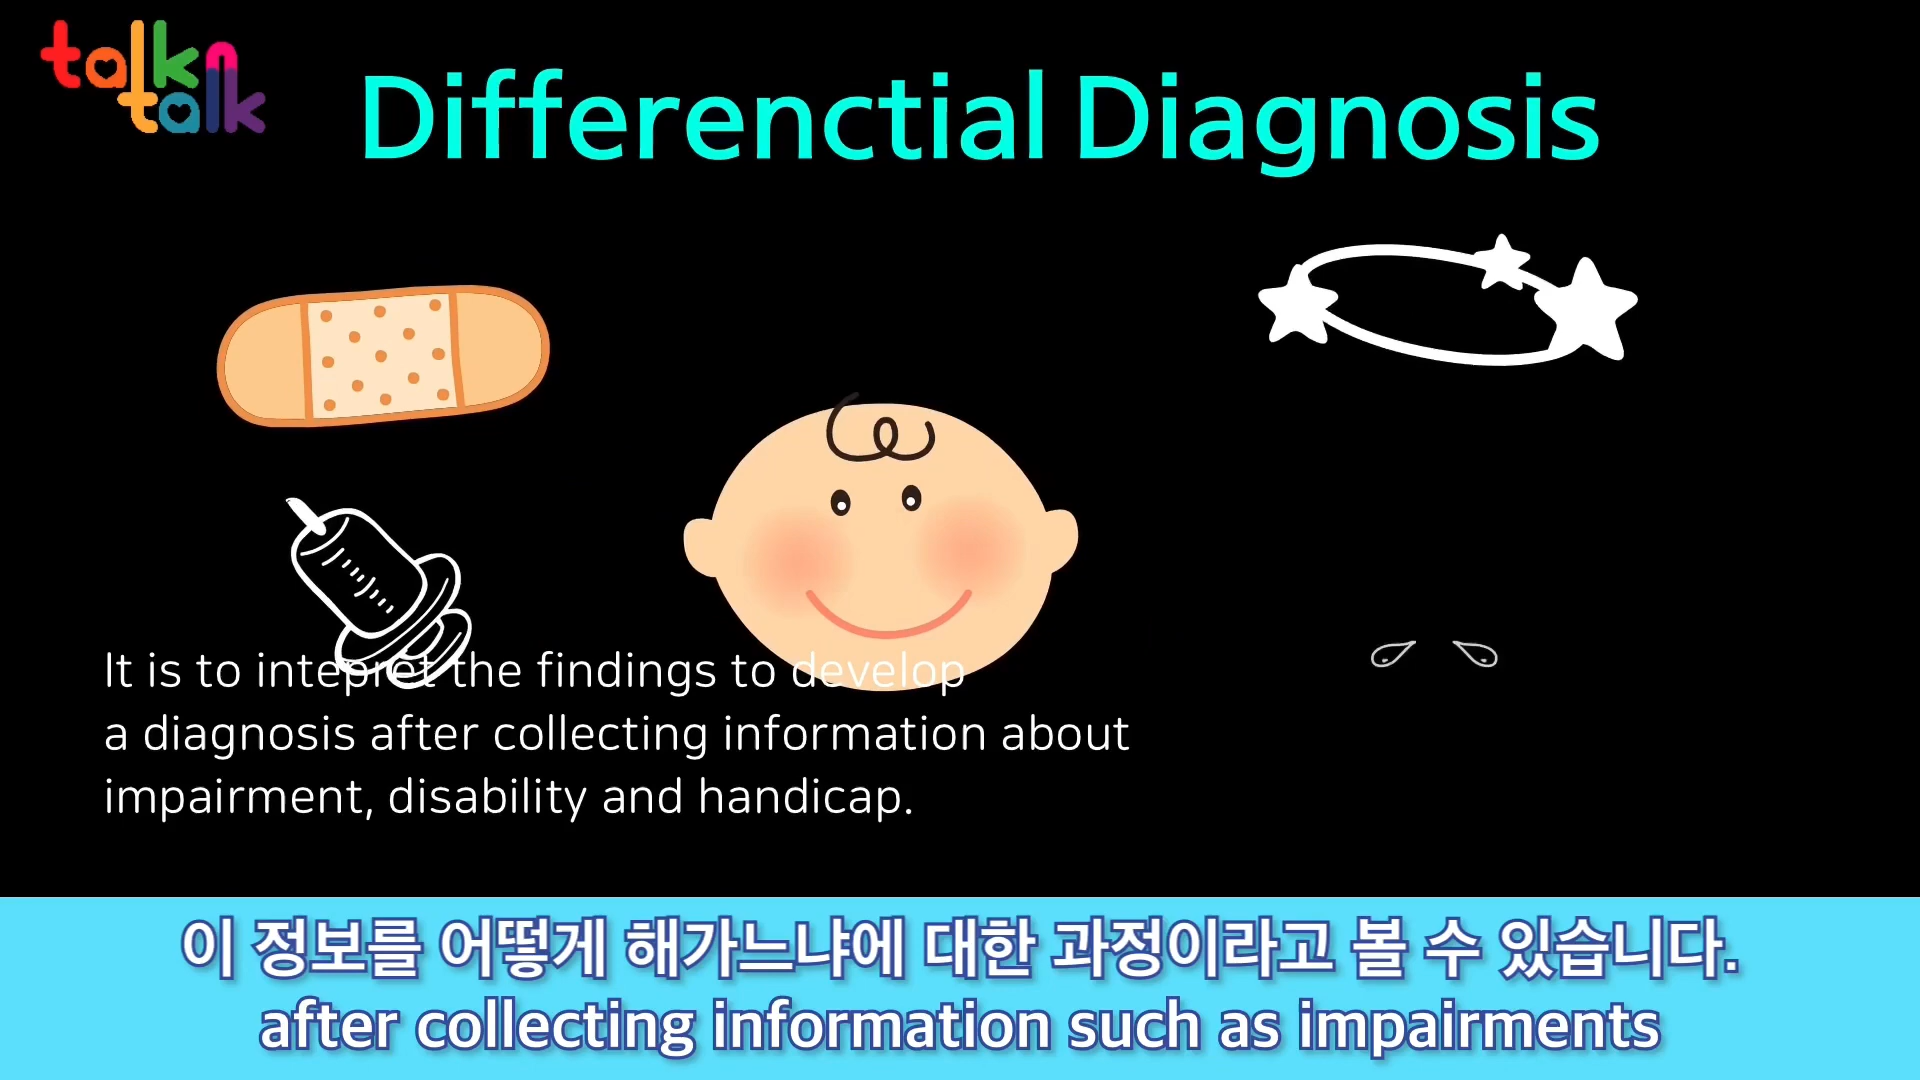 talkn
talk
Differenctial Diagnosis
It is to intepret the findings to develop
a diagnosis after collecting information about
impairment, disability and handicap.
이 정보를 어떻게 해가느냐에 대한 과정이라고 볼 수 있습니다.
after collecting information such as impairments